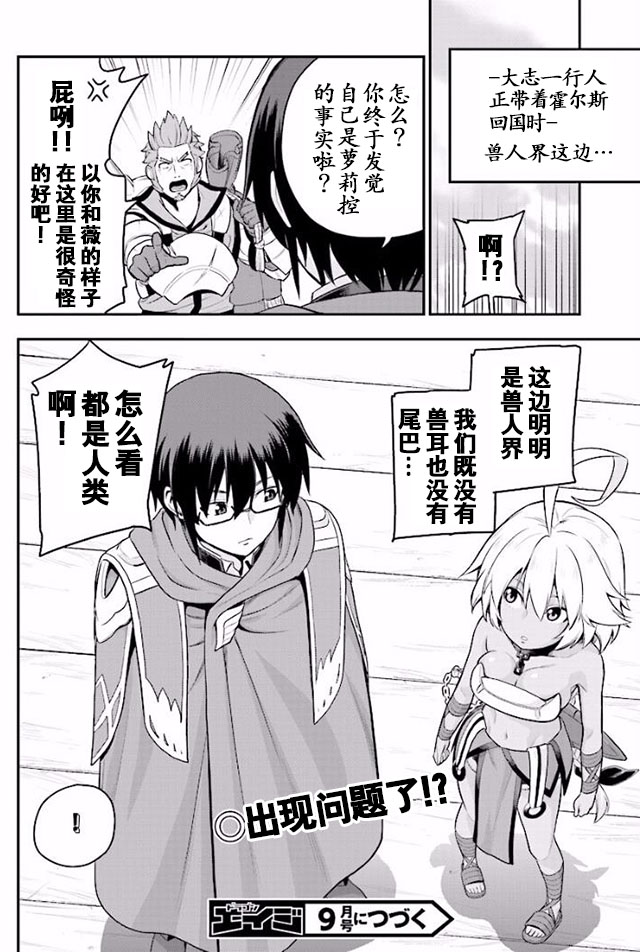 -大志一行人
正带着霍尔斯
回国时-
兽人界这边…
啊!?
怎么？
你终于发觉
自己是萝莉控
的事实啦？
屁咧!!
以你和薇的样子
在这里是很奇怪
的好吧！
这边明明
是兽人界
我们既没有
兽耳也没有
尾巴…
怎么看
都是人类
啊！
！
◎出现问题了!?
ドラゴン
エイジ
9月号につづく